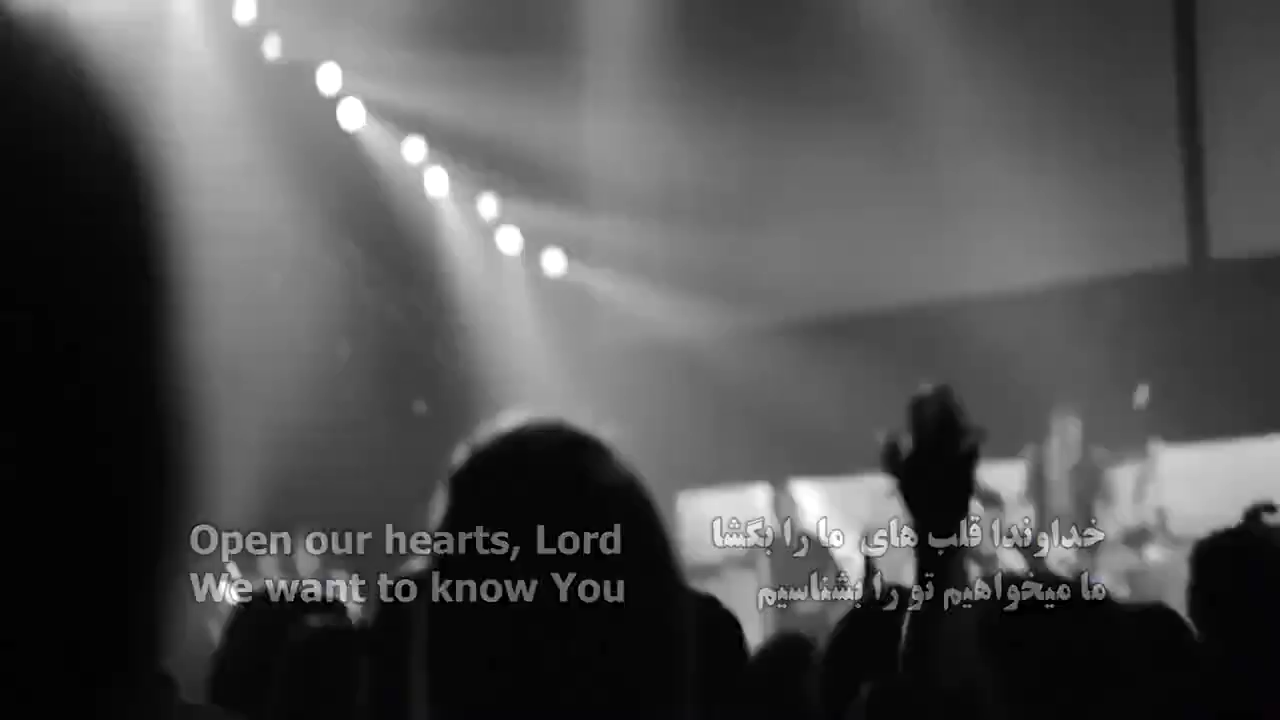 Open our hearts, Lord
We want to know You
خداوندا قلب های ما را بگشا
ما میخواهیم تو را بشناسیم